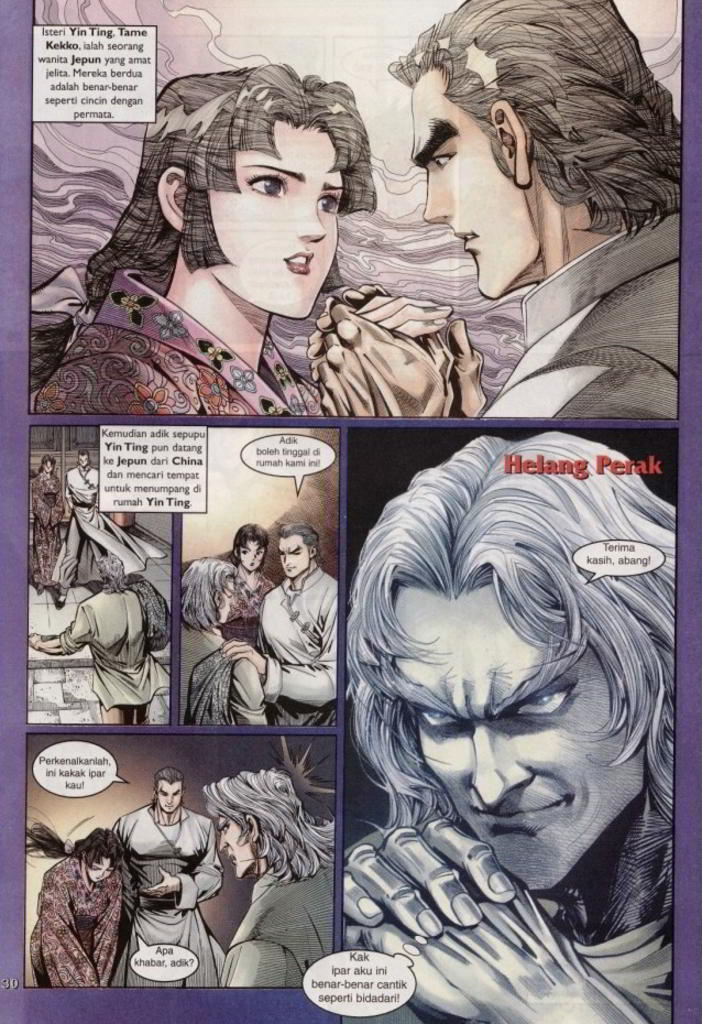 Isteri Yin Ting, Tame
Kekko, ialah seorang
wanita Jepun yang amat
jelita. Mereka berdua
adalah benar-benar
seperti cincin dengan
permata.
Kemudian adik sepupu
Yin Ting pun datang
ke Jepun dari China
dan mencari tempat
untuk menumpang di
rumah Yin Ting.
Adik
boleh tinggal di
rumah kami ini!
Helang Perak
Terima
kasih, abang!
Perkenalkanlah,
ini kakak ipar
kau!
Apa
khabar, adik?
Kak
ipar aku ini
benar-benar cantik
seperti bidadari!
30